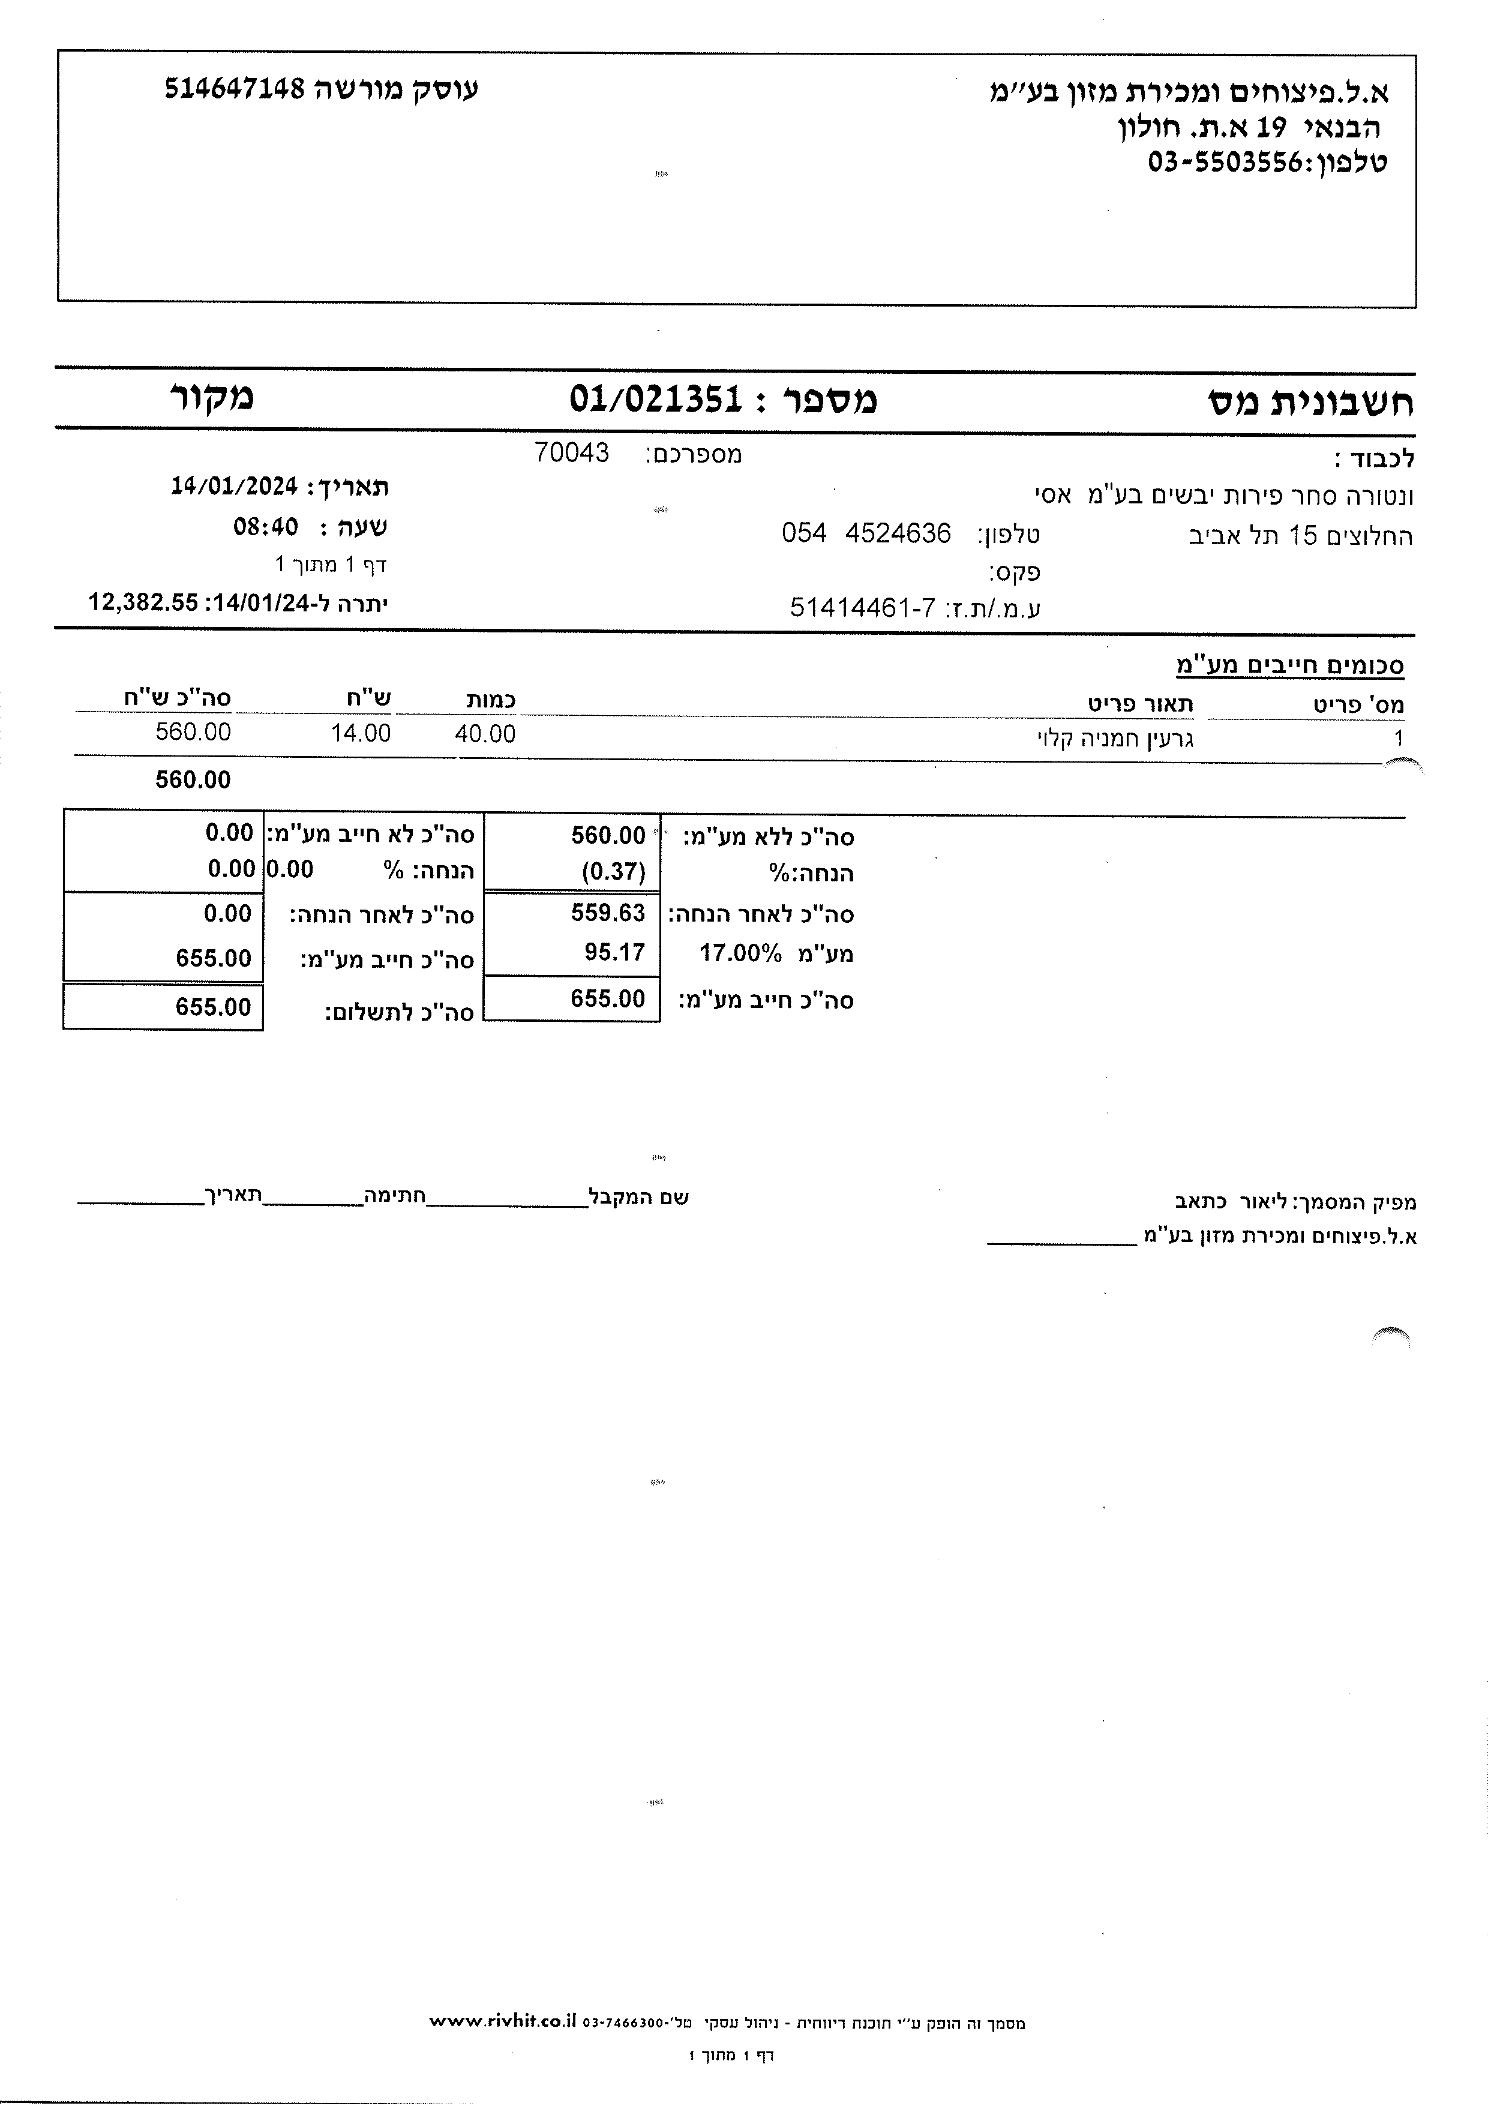 א.ל.פיצוחים ומכירת מזון בע"מ עוסק מורשה 514647148
הבנאי 19 א.ת. חולון
טלפון:03-5503556
חשבונית מס מספר : 01/021351 מקור
לכבוד : מספרכם: 70043
ונטורה סחר פירות יבשים בע"מ אסי תאריך: 14/01/2024
החלוצים 15 תל אביב טלפון: 054 4524636 שעה : 08:40
פקס: דף 1 מתוך 1
ע.מ./ת.ז: 51414461-7 יתרה ל-14/01/24: 12,382.55
סכומים חייבים מע"מ
מס' פריט תאור פריט כמות ש"ח סה"כ ש"ח
1 גרעין חמניה קלוי 40.00 14.00 560.00
560.00
סה"כ ללא מע"מ: 560.00 סה"כ לא חייב מע"מ: 0.00
הנחה:% (0.37) הנחה: % 0.00 0.00
סה"כ לאחר הנחה: 559.63 סה"כ לאחר הנחה: 0.00
מע"מ 17.00% 95.17 סה"כ חייב מע"מ: 655.00
סה"כ חייב מע"מ: 655.00 סה"כ לתשלום: 655.00
שם המקבל____________חתימה________תאריך__________
מפיק המסמך: ליאור כתאב
א.ל.פיצוחים ומכירת מזון בע"מ ____________
מסמך זה הופק ע"י תוכנת ריווחית - ניהול עסקי טל'-03-7466300 www.rivhit.co.il
דף 1 מתוך 1